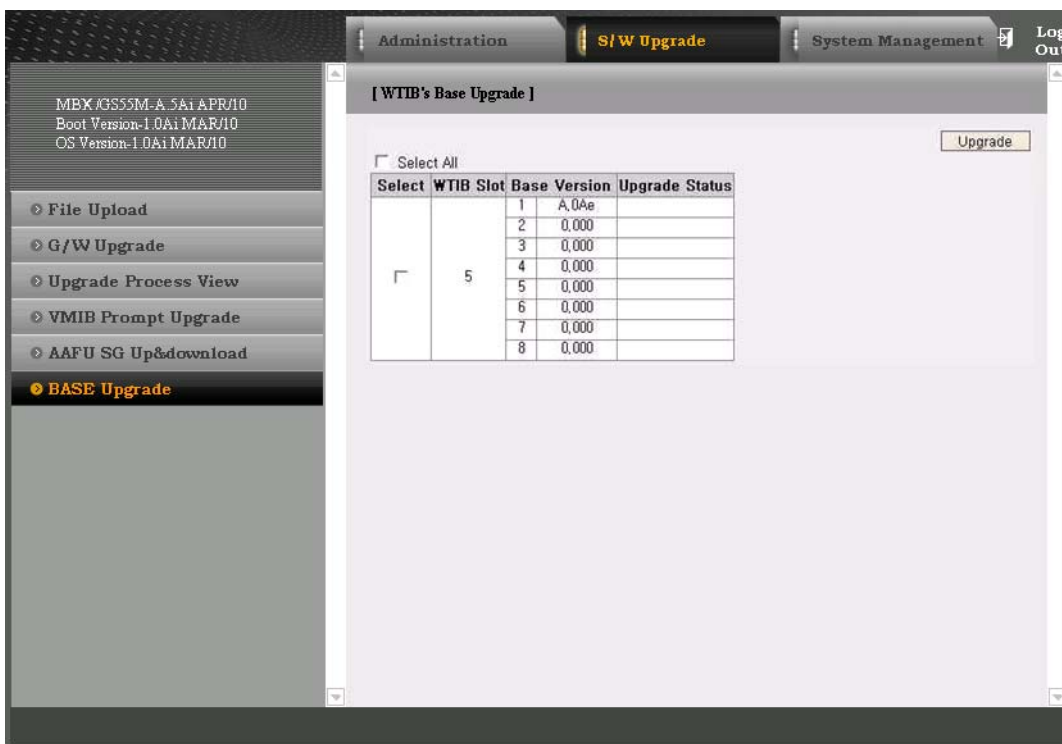 Administration
S/W Upgrade
System Management
Log
Out
MBX /GS55M-A.5Ai APR/10
Boot Version-1.0Ai MAR/10
OS Version-1.0Ai MAR/10
File Upload
G/W Upgrade
Upgrade Process View
VMIB Prompt Upgrade
AAFU SG Up&download
BASE Upgrade
[ WTIB's Base Upgrade ]
Upgrade
Select All
Select WTIB Slot Base Version Upgrade Status
5
1 A,0Ae
2 0,000
3 0,000
4 0,000
5 0,000
6 0,000
7 0,000
8 0,000